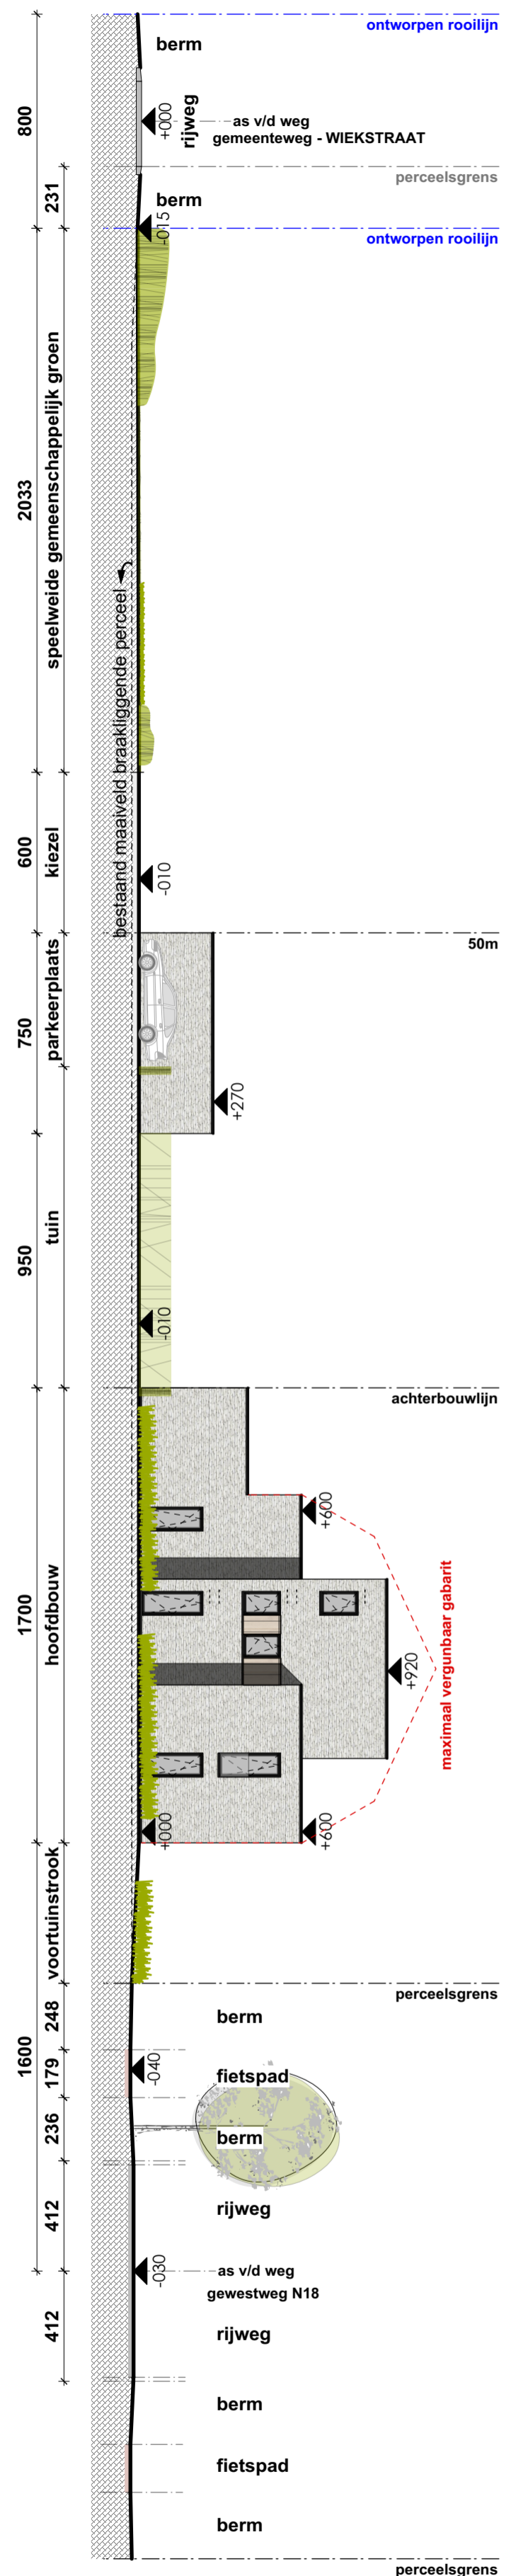 ontworpen rooilijn
berm
800
+000
rijweg
as v/d weg
gemeenteweg - WIEKSTRAAT
perceelsgrens
231
berm
-015
ontworpen rooilijn
2033
speelweide gemeenschappelijk groen
bestaand maaiveld braakliggende perceel
600
kiezel
-010
50m
750
parkeerplaats
+270
950
tuin
-010
achterbouwlijn
+600
1700
hoofdbouw
maximaal vergunbaar gabarit
+920
+000
+600
voortuinstrook
perceelsgrens
248
berm
1600
179
-040
fietspad
236
berm
412
rijweg
-030
as v/d weg
gewestweg N18
412
rijweg
berm
fietspad
berm
perceelsgrens